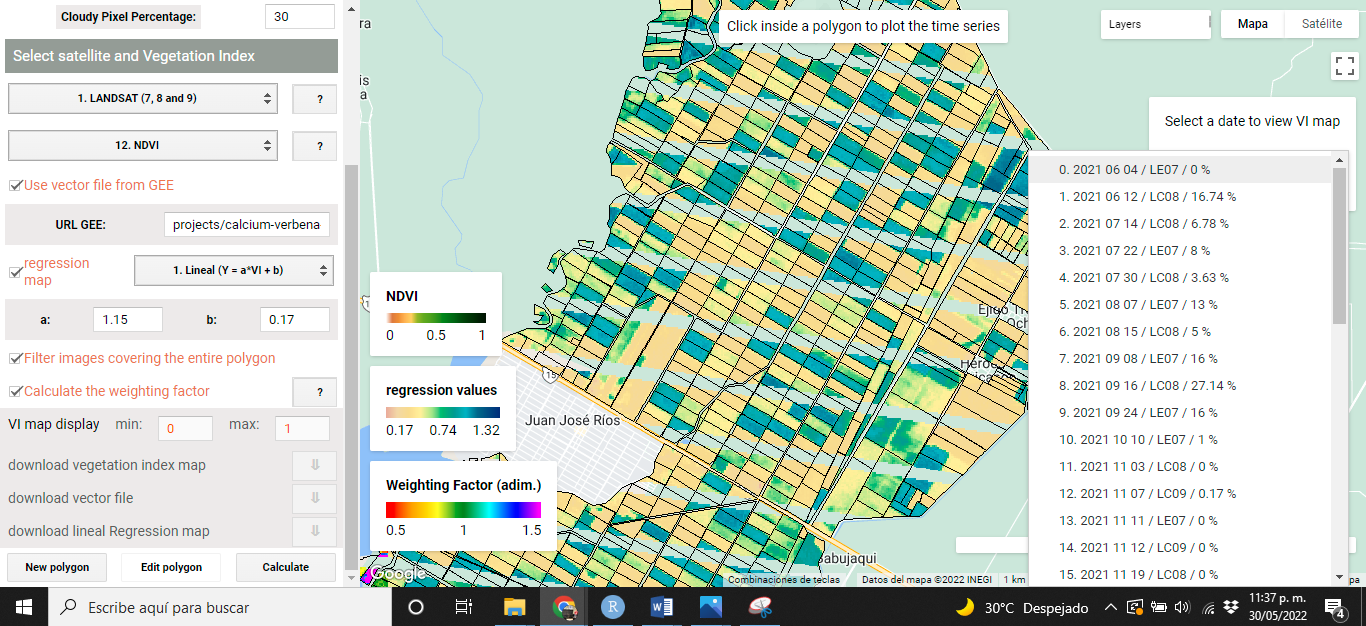 Cloudy Pixel Percentage: 30
Select satellite and Vegetation Index
1. LANDSAT (7, 8 and 9) ?
12. NDVI ?
Use vector file from GEE
URL GEE: projects/calcium-verbena
regression
map
1. Lineal (Y = a*VI + b)
a: 1.15 b: 0.17
Filter images covering the entire polygon
Calculate the weighting factor ?
VI map display min: 0 max: 1
download vegetation index map
download vector file
download lineal Regression map
New polygon Edit polygon Calculate
Click inside a polygon to plot the time series
Layers
Mapa Satélite
Select a date to view VI map
0. 2021 06 04 / LE07 / 0 %
1. 2021 06 12 / LC08 / 16.74 %
2. 2021 07 14 / LC08 / 6.78 %
3. 2021 07 22 / LE07 / 8 %
4. 2021 07 30 / LC08 / 3.63 %
5. 2021 08 07 / LE07 / 13 %
6. 2021 08 15 / LC08 / 5 %
7. 2021 09 08 / LE07 / 16 %
8. 2021 09 16 / LC08 / 27.14 %
9. 2021 09 24 / LE07 / 16 %
10. 2021 10 10 / LE07 / 1 %
11. 2021 11 03 / LC08 / 0 %
12. 2021 11 07 / LC09 / 0.17 %
13. 2021 11 11 / LE07 / 0 %
14. 2021 11 12 / LC09 / 0 %
15. 2021 11 19 / LC08 / 0 %
NDVI
0 0.5 1
regression values
0.17 0.74 1.32
Weighting Factor (adim.)
0.5 1 1.5
15
Juan José Ríos
Google
Combinaciones de teclas Datos del mapa ©2022 INEGI 1 km
Escribe aquí para buscar
30°C Despejado
11:37 p. m.
30/05/2022
4